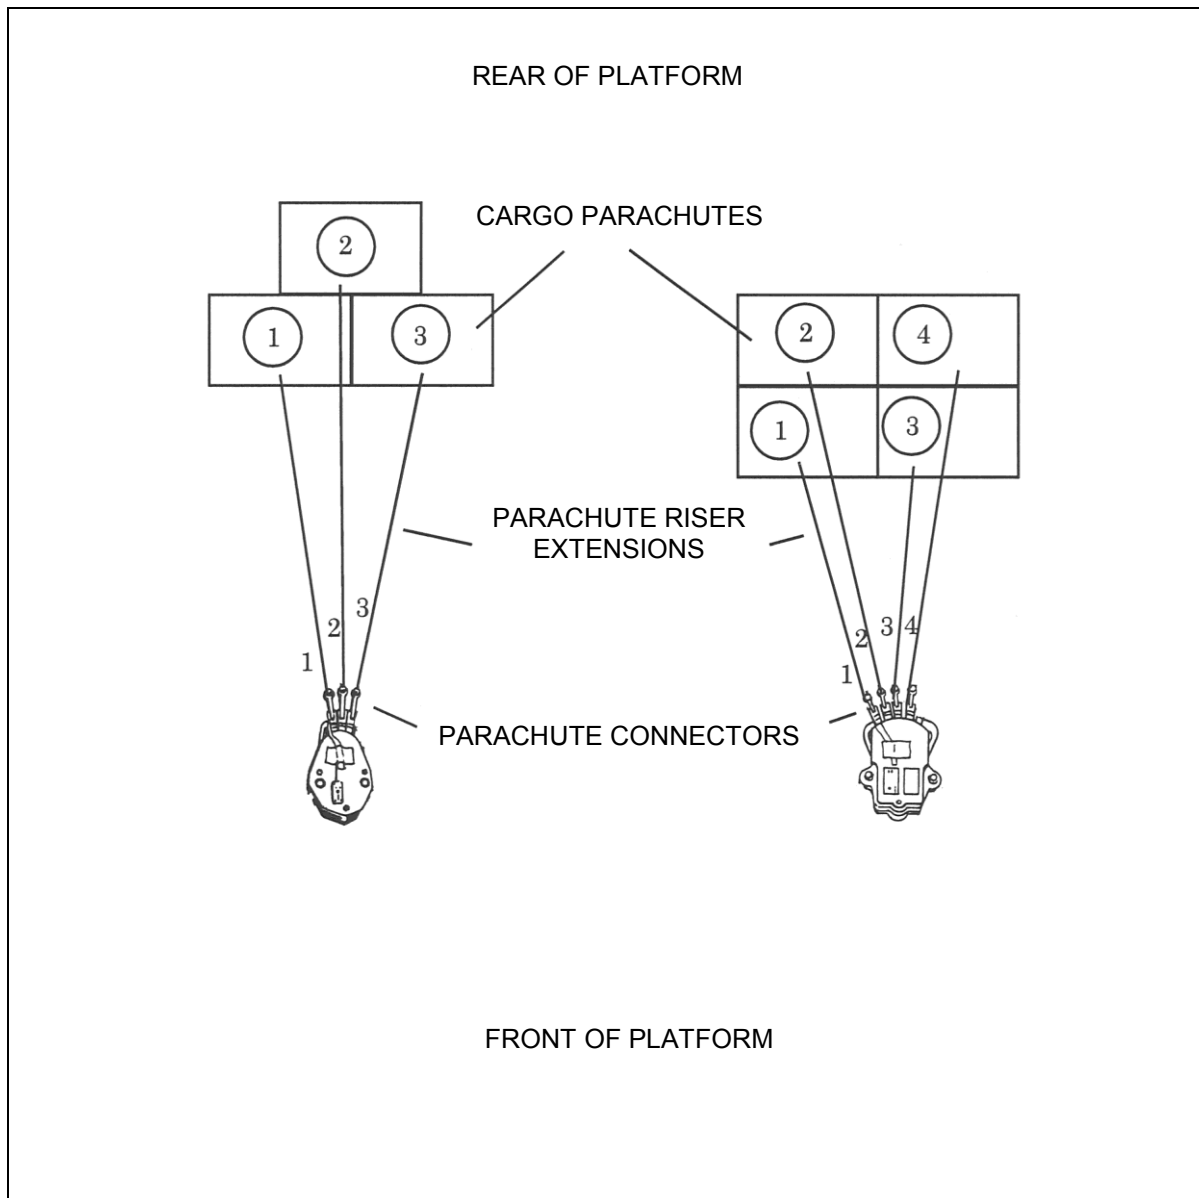 REAR OF PLATFORM
CARGO PARACHUTES
2
1
3
2
4
1
3
PARACHUTE RISER
EXTENSIONS
3
2
1
3
4
2
1
PARACHUTE CONNECTORS
FRONT OF PLATFORM